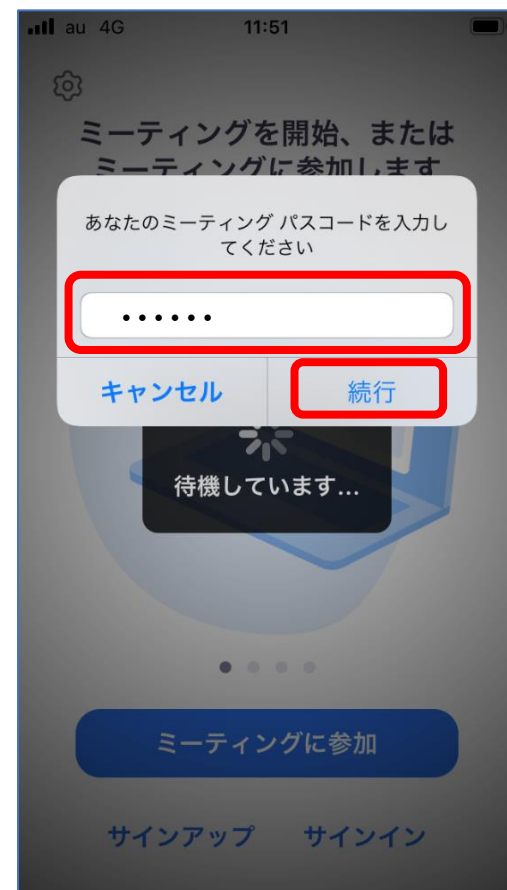 au 4G 11:51
ミーティングを開始、または
ミーティングに参加します
あなたのミーティング パスコードを入力し
てください
••••••
キャンセル 続行
待機しています...
ミーティングに参加
サインアップ サインイン